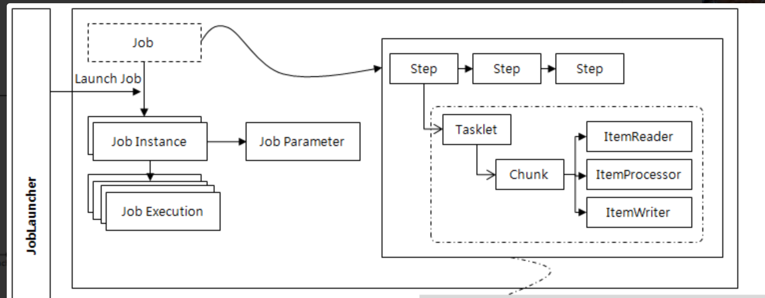 JobLauncher
Job
Launch Job
Job Instance
Job Parameter
Job Execution
Step
Step
Step
Tasklet
Chunk
ItemReader
ItemProcessor
ItemWriter